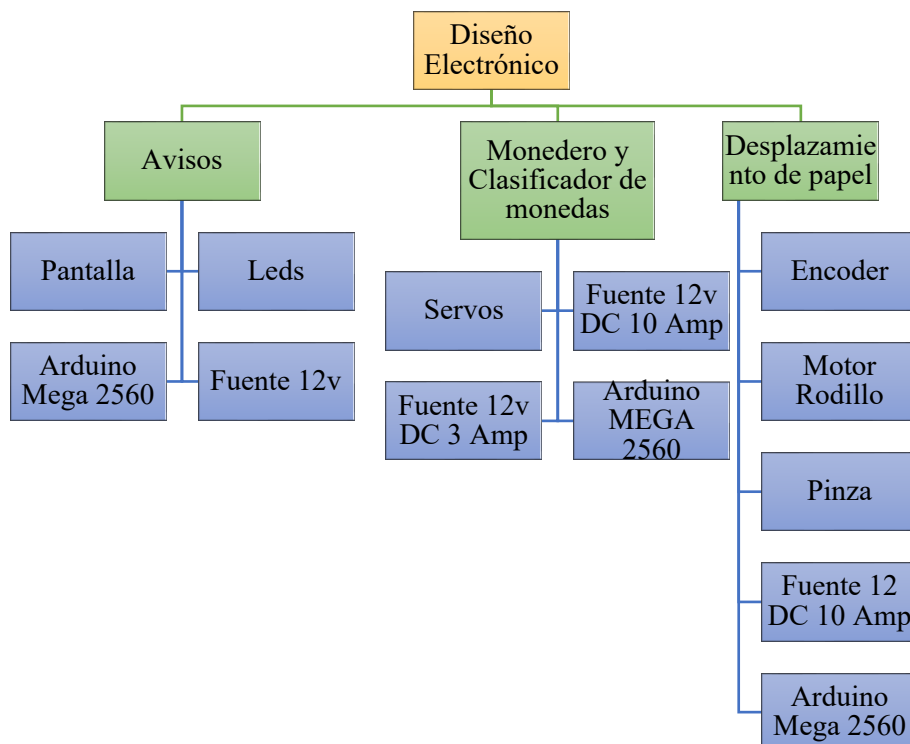 Diseño
Electrónico
Avisos
Monedero y
Clasificador de
monedas
Desplazamie
nto de papel
Pantalla
Leds
Arduino
Mega 2560
Fuente 12v
Servos
Fuente 12v
DC 10 Amp
Fuente 12v
DC 3 Amp
Arduino
MEGA
2560
Encoder
Motor
Rodillo
Pinza
Fuente 12
DC 10 Amp
Arduino
Mega 2560